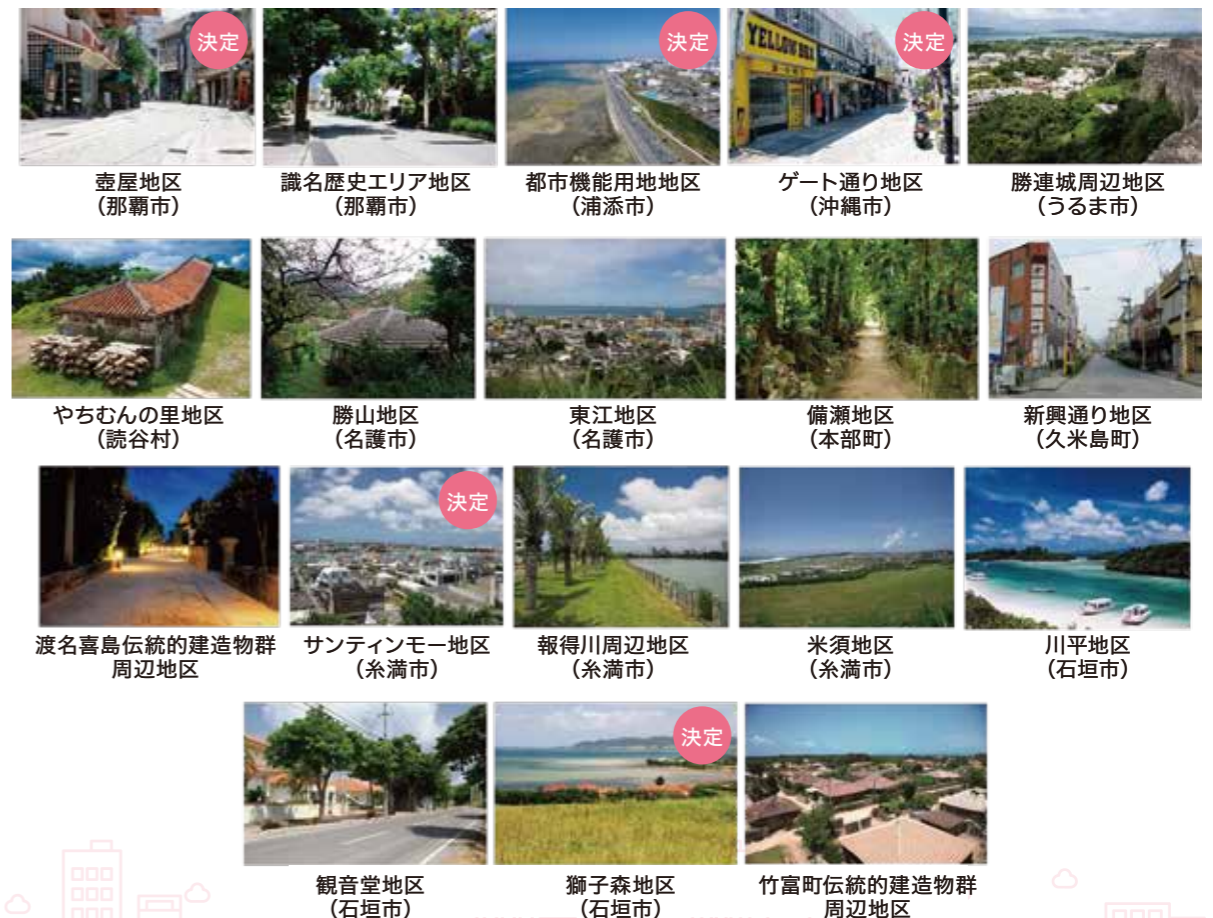 決定
決定
YELLOW
決定
壺屋地区
（那覇市）
識名歴史エリア地区
（那覇市）
都市機能用地地区
（浦添市）
ゲート通り地区
（沖縄市）
勝連城周辺地区
（うるま市）
やちむんの里地区
（読谷村）
勝山地区
（名護市）
東江地区
（名護市）
備瀬地区
（本部町）
新興通り地区
（久米島町）
決定
渡名喜島伝統的建造物群
周辺地区
サンティンモー地区
（糸満市）
報得川周辺地区
（糸満市）
米須地区
（糸満市）
川平地区
（石垣市）
決定
観音堂地区
（石垣市）
獅子森地区
（石垣市）
竹富町伝統的建造物群
周辺地区